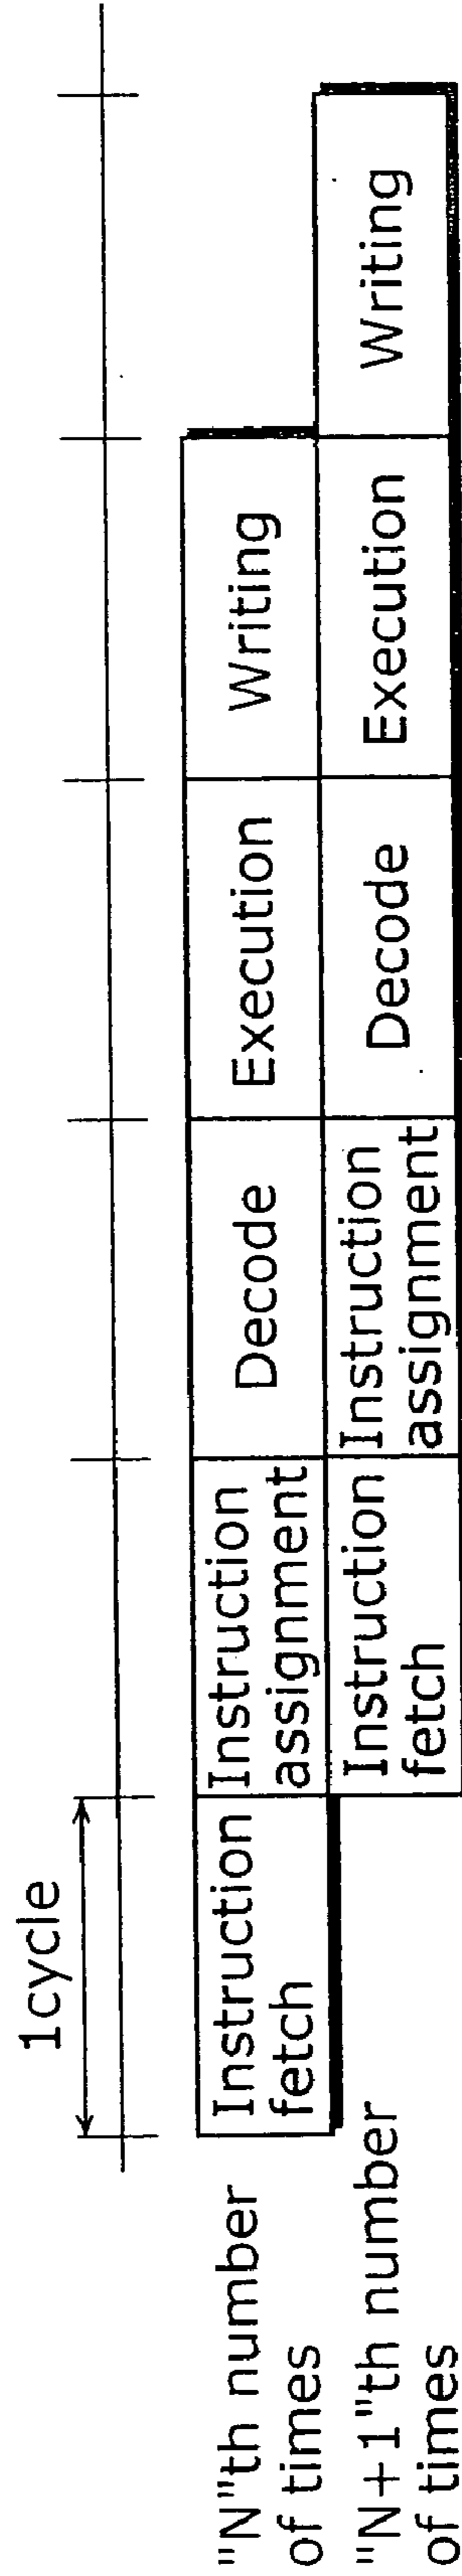 1cycle
"N"th number
of times
Instruction
fetch
Instruction
assignment
Decode
Execution
Writing
"N+1"th number
of times
Instruction
fetch
Instruction
assignment
Decode
Execution
Writing